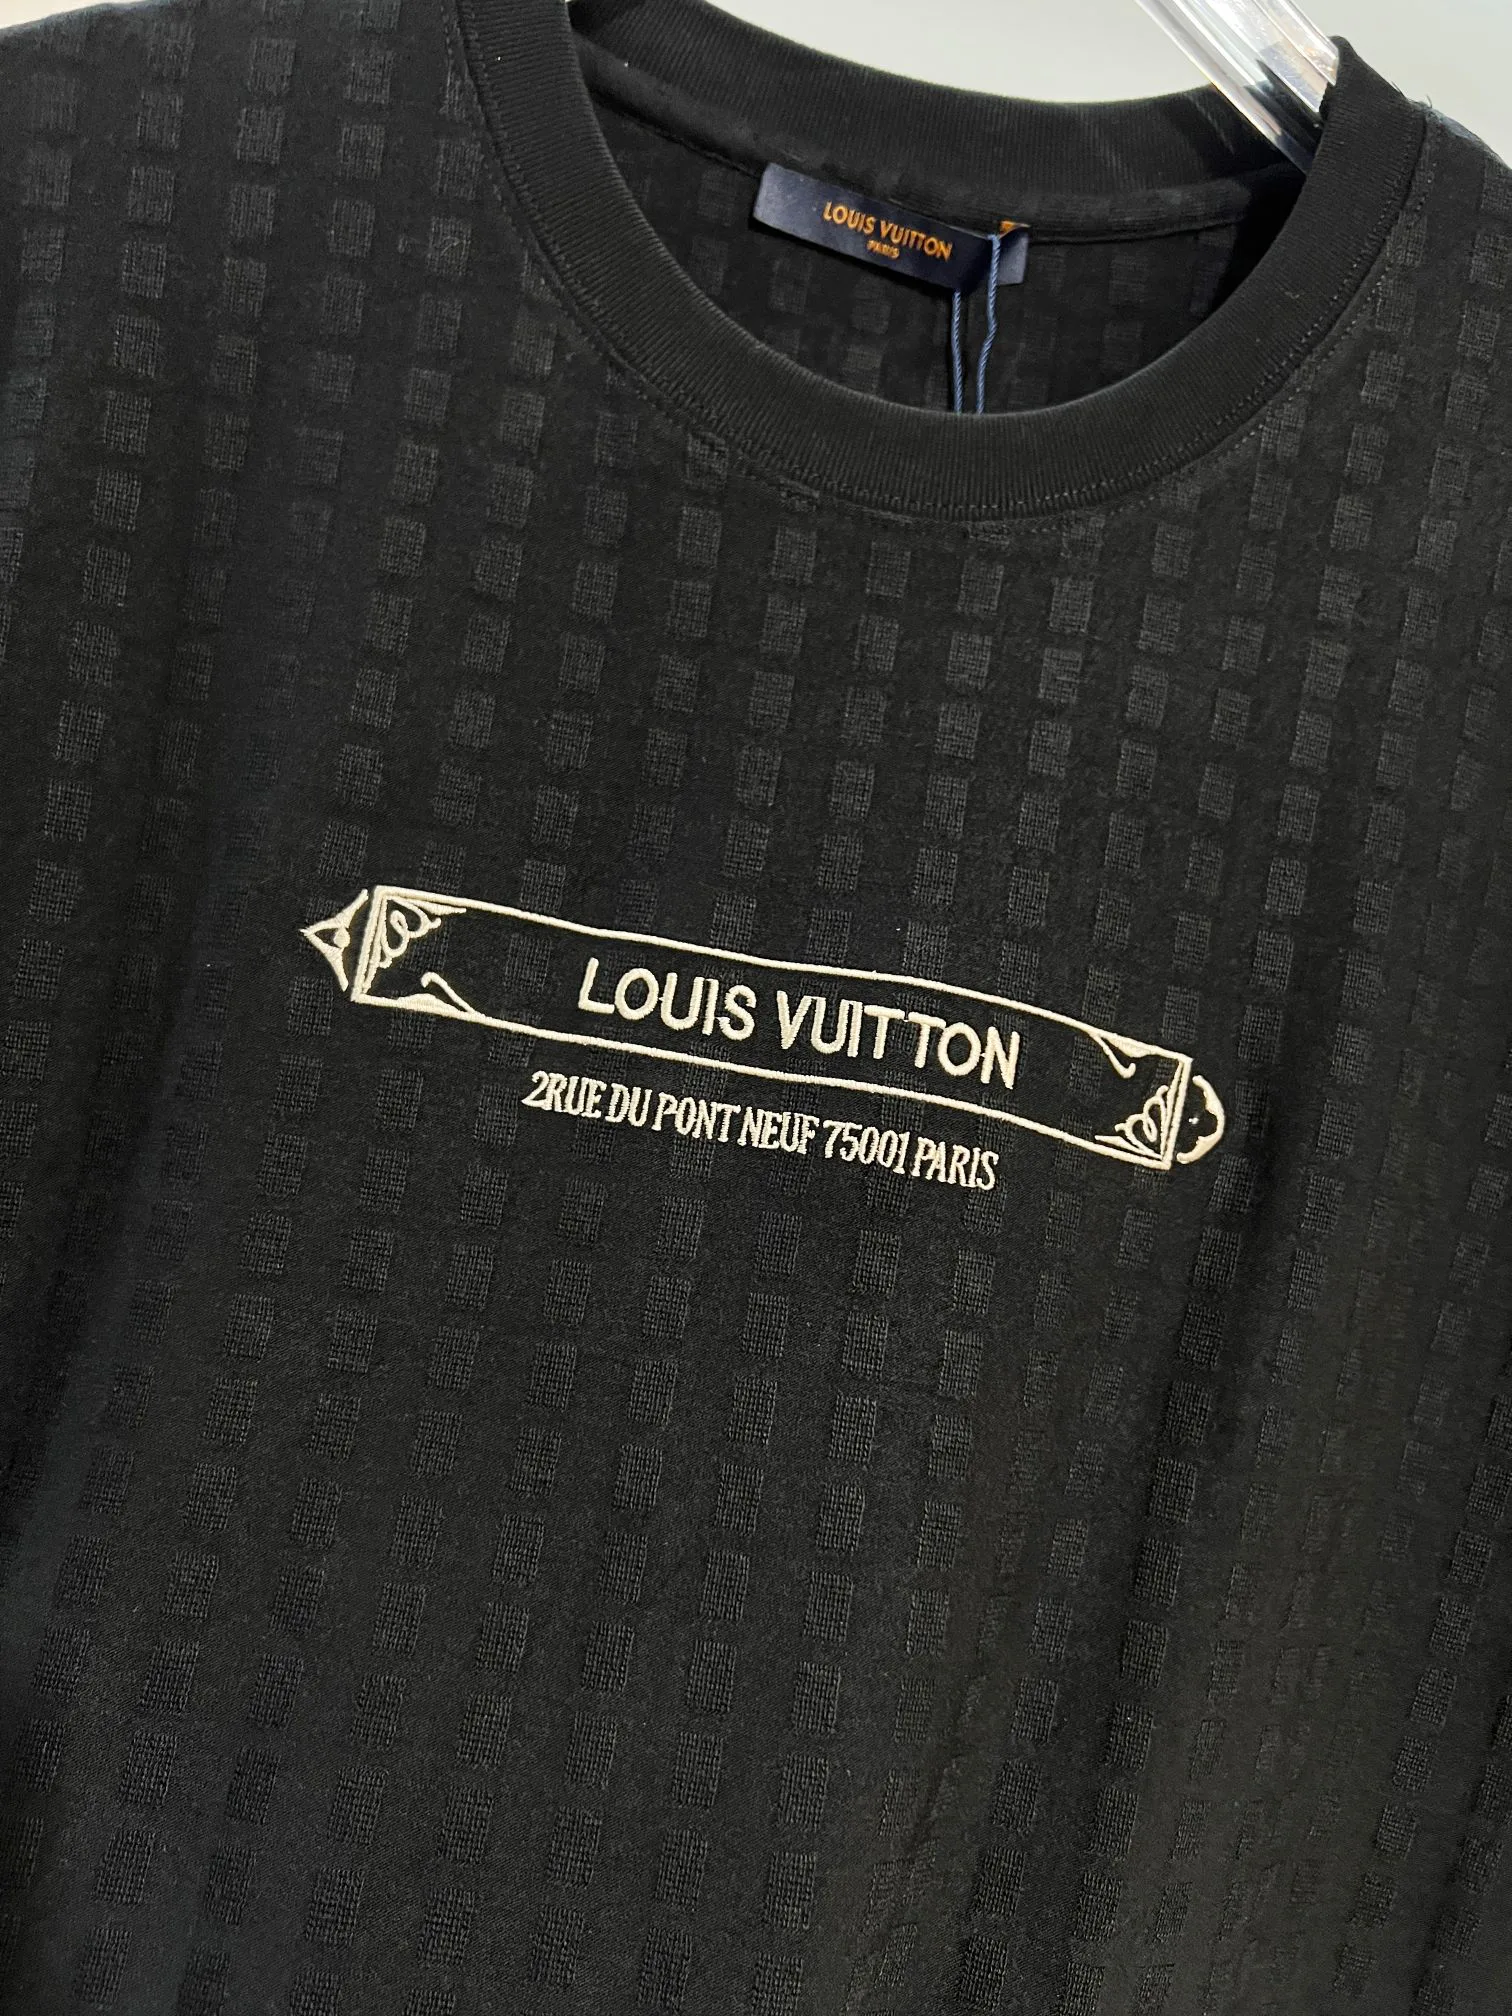 LOUIS VUITTON
PARIS
LOUIS VUITTON
2RUE DU PONT NEUF 75001 PARIS